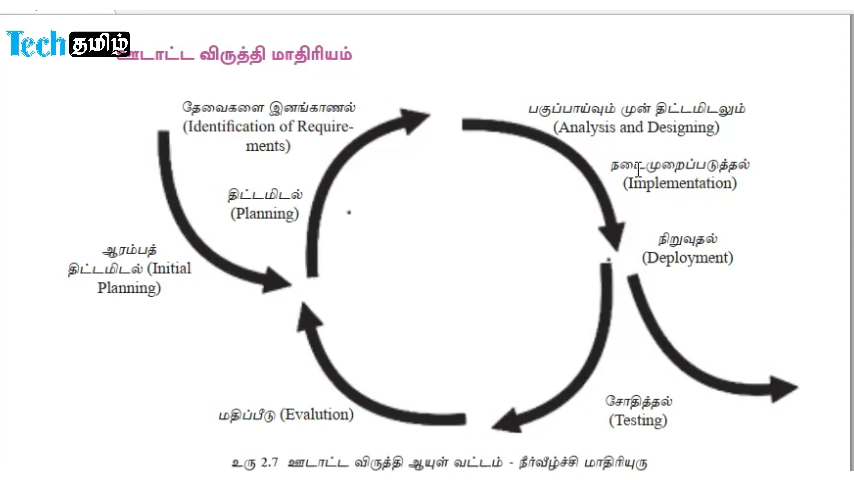 Tech தமிழ்
ஊடாட்ட விருத்தி மாதிரியம்
தேவைகளை இனங்காணல்
(Identification of Require-
ments)
பகுப்பாய்வும் முன் திட்டமிடலும்
(Analysis and Designing)
நடைமுறைப்படுத்தல்
(Implementation)
திட்டமிடல்
(Planning)
ஆரம்பத்
திட்டமிடல் (Initial
Planning)
நிறுவுதல்
(Deployment)
மதிப்பீடு (Evalution)
சோதித்தல்
(Testing)
உரு 2.7 ஊடாட்ட விருத்தி ஆயுள் வட்டம் - நீர்வீழ்ச்சி மாதிரியுரு